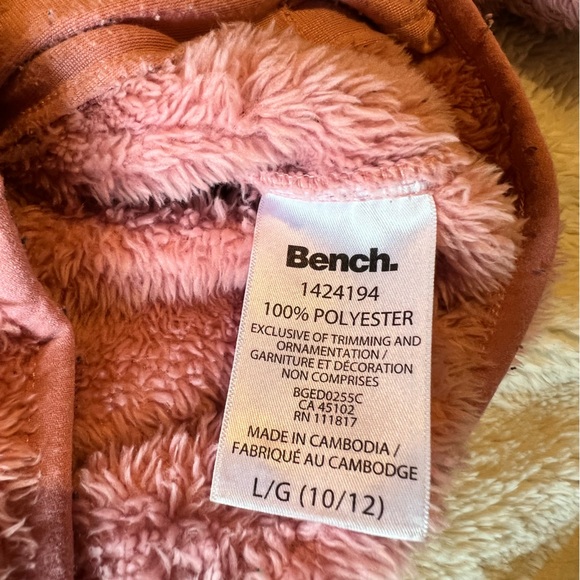 Bench.
1424194
100% POLYESTER
EXCLUSIVE OF TRIMMING AND
ORNAMENTATION /
GARNITURE ET DÉCORATION
NON COMPRISES
BGED0255C
CA 45102
RN 111817
MADE IN CAMBODIA /
FABRIQUÉ AU CAMBODGE
L/G (10/12)